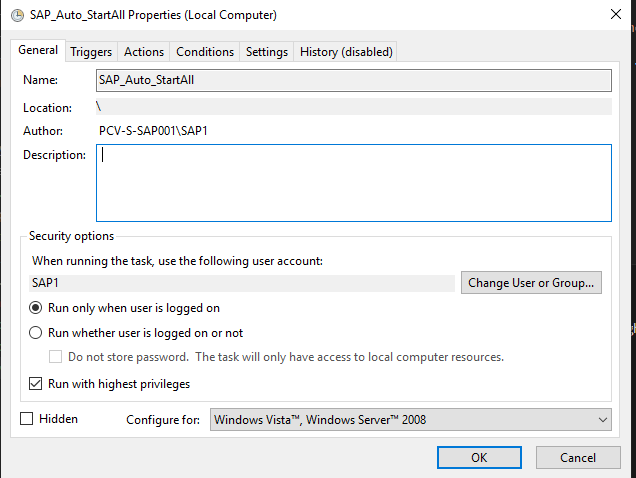 SAP_Auto_StartAll Properties (Local Computer)
General Triggers Actions Conditions Settings History (disabled)
Name: SAP_Auto_StartAll
Location: \
Author: PCV-S-SAP001\SAP1
Description:
Security options
When running the task, use the following user account:
SAP1 Change User or Group...
Run only when user is logged on
Run whether user is logged on or not
Do not store password. The task will only have access to local computer resources.
Run with highest privileges
Hidden Configure for: Windows Vista™, Windows Server™ 2008
OK Cancel